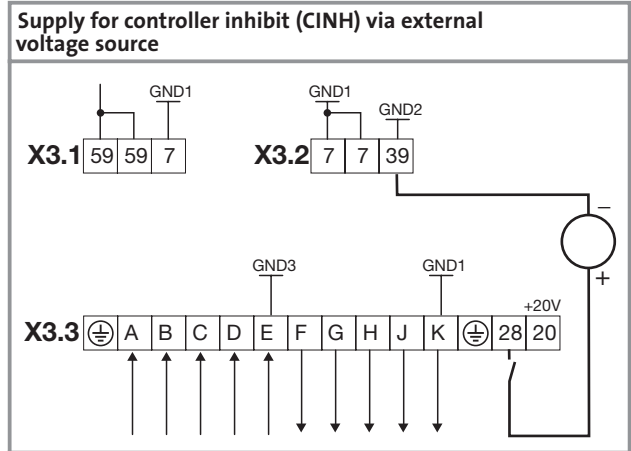 Supply for controller inhibit (CINH) via external
voltage source
GND1 GND1 GND2
X3.1 59 59 7 X3.2 7 7 39
−
+
GND3 GND1
+20V
X3.3 A B C D E F G H J K 28 20